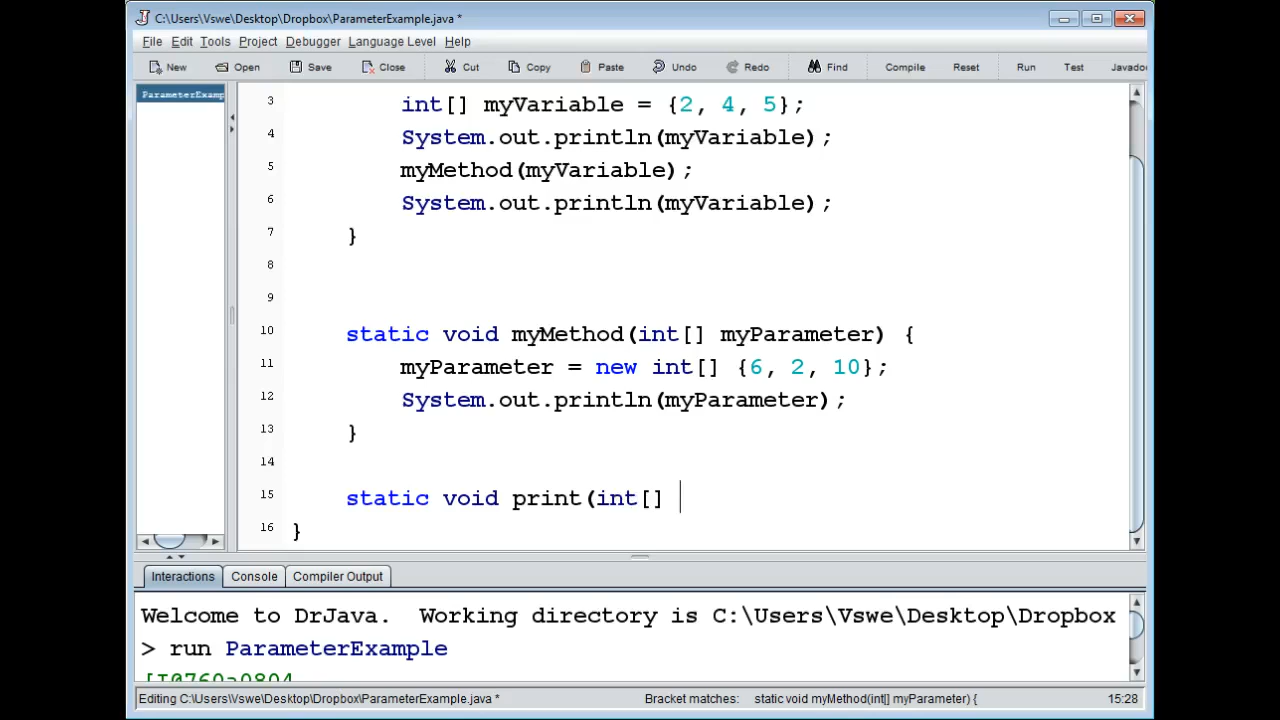 C:\Users\Vswe\Desktop\Dropbox\ParameterExample.java *
File Edit Tools Project Debugger Language Level Help
New Open Save Close Cut Copy Paste Undo Redo Find Compile Reset Run Test Javadoc
ParameterExamp
3 int[] myVariable = {2, 4, 5};
4 System.out.println(myVariable);
5 myMethod(myVariable);
6 System.out.println(myVariable);
7 }
8
9
10 static void myMethod(int[] myParameter) {
11 myParameter = new int[] {6, 2, 10};
12 System.out.println(myParameter);
13 }
14
15 static void print(int[]
16 }
Interactions Console Compiler Output
Welcome to DrJava. Working directory is C:\Users\Vswe\Desktop\Dropbox
> run ParameterExample
Editing C:\Users\Vswe\Desktop\Dropbox\ParameterExample.java * Bracket matches: static void myMethod(int[] myParameter) { 15:28